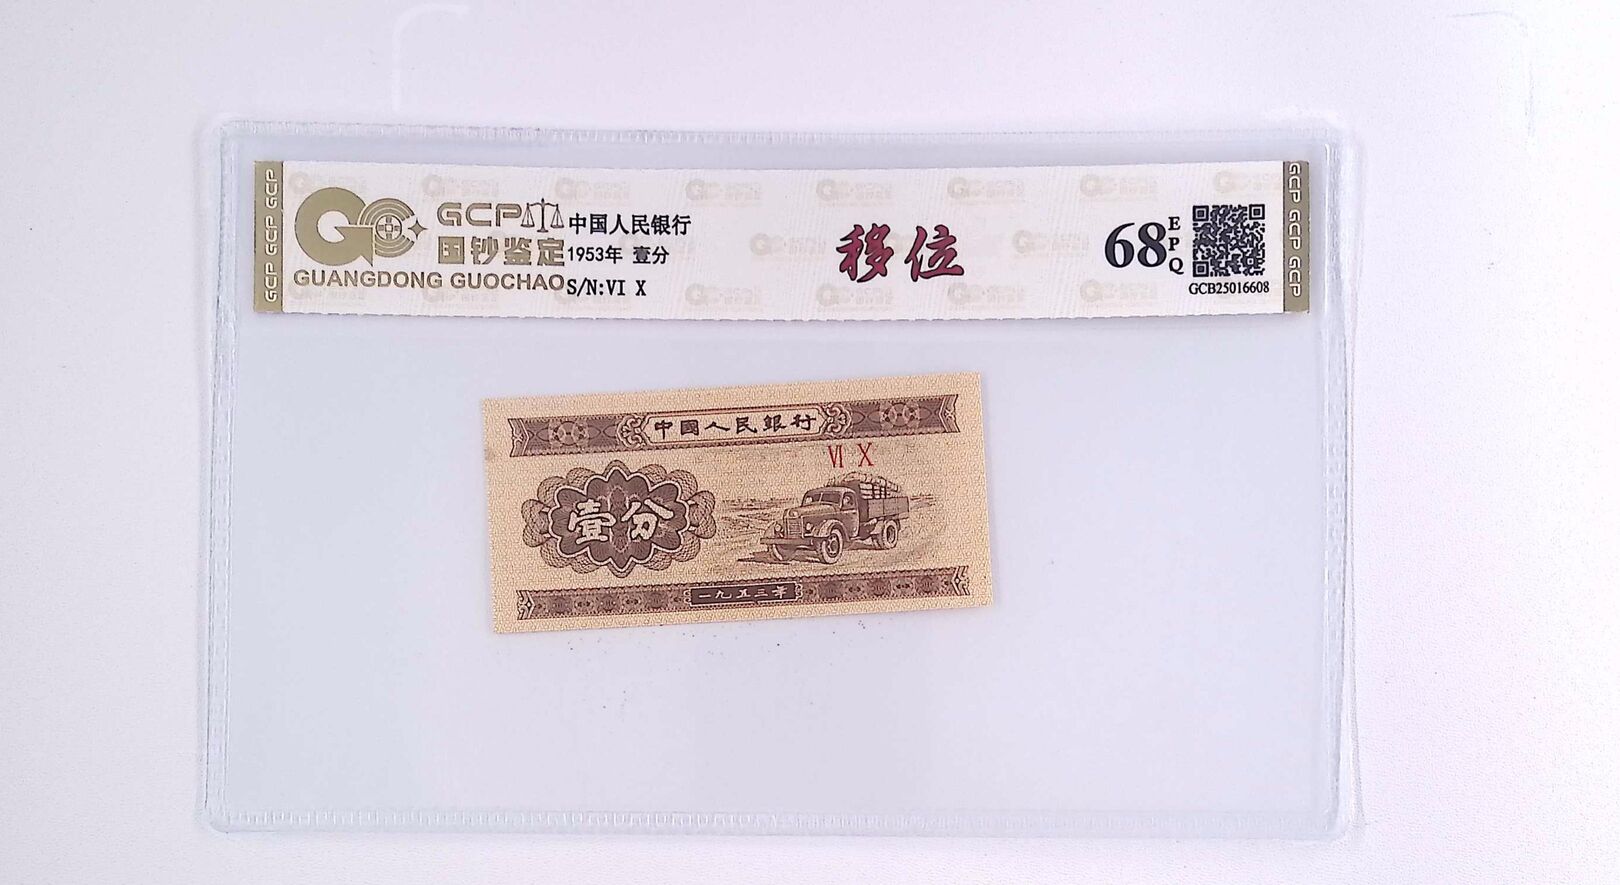 GCP GCP GCP
GCP
国钞鉴定
GUANGDONG GUOCHAO
中国人民银行
1953年 壹分
S/N:VI X
移位
68
EPQ
GCB25016608
GCP GCP GCP
中國人民銀行
VI X
壹分
一九五三年